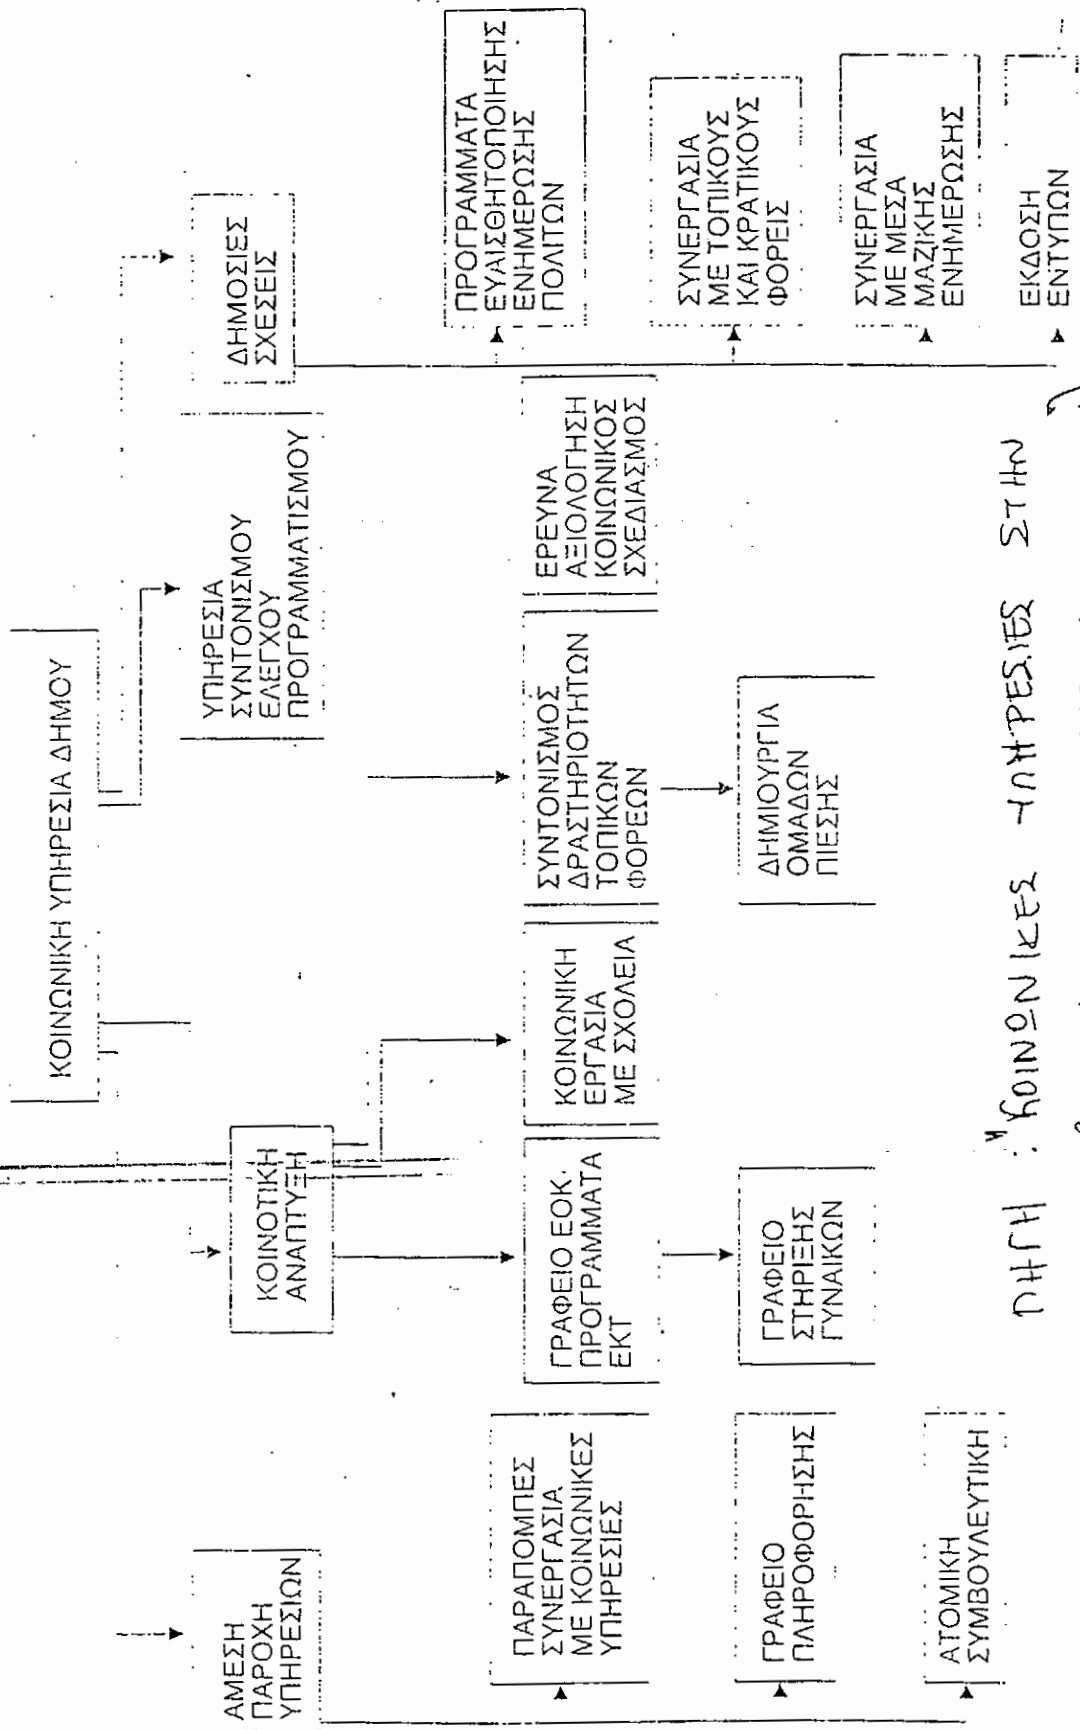 ΚΟΙΝΩΝΙΚΗ ΥΠΗΡΕΣΙΑ ΔΗΜΟΥ
ΑΜΕΣΗ
ΠΑΡΟΧΗ
ΥΠΗΡΕΣΙΩΝ
ΚΟΙΝΟΤΙΚΗ
ΑΝΑΠΤΥΞΗ
ΥΠΗΡΕΣΙΑ
ΣΥΝΤΟΝΙΣΜΟΥ
ΕΛΕΓΧΟΥ
ΠΡΟΓΡΑΜΜΑΤΙΣΜΟΥ
ΔΗΜΟΣΙΕΣ
ΣΧΕΣΕΙΣ
ΠΑΡΑΠΟΜΠΕΣ
ΣΥΝΕΡΓΑΣΙΑ
ΜΕ ΚΟΙΝΩΝΙΚΕΣ
ΥΠΗΡΕΣΙΕΣ
ΓΡΑΦΕΙΟ
ΠΛΗΡΟΦΟΡΗΣΗΣ
ΑΤΟΜΙΚΗ
ΣΥΜΒΟΥΛΕΥΤΙΚΗ
ΓΡΑΦΕΙΟ ΕΟΚ.
ΠΡΟΓΡΑΜΜΑΤΑ
ΕΚΤ
ΓΡΑΦΕΙΟ
ΣΤΗΡΙΞΗΣ
ΓΥΝΑΙΚΩΝ
ΚΟΙΝΩΝΙΚΗ
ΕΡΓΑΣΙΑ
ΜΕ ΣΧΟΛΕΙΑ
ΣΥΝΤΟΝΙΣΜΟΣ
ΔΡΑΣΤΗΡΙΟΤΗΤΩΝ
ΤΟΠΙΚΩΝ
ΦΟΡΕΩΝ
ΔΗΜΙΟΥΡΓΙΑ
ΟΜΑΔΩΝ
ΠΙΕΣΗΣ
ΕΡΕΥΝΑ
ΑΞΙΟΛΟΓΗΣΗ
ΚΟΙΝΩΝΙΚΟΣ
ΣΧΕΔΙΑΣΜΟΣ
ΠΡΟΓΡΑΜΜΑΤΑ
ΕΥΑΙΣΘΗΤΟΠΟΙΗΣΗΣ
ΕΝΗΜΕΡΩΣΗΣ
ΠΟΛΙΤΩΝ
ΣΥΝΕΡΓΑΣΙΑ
ΜΕ ΤΟΠΙΚΟΥΣ
ΚΑΙ ΚΡΑΤΙΚΟΥΣ
ΦΟΡΕΙΣ
ΣΥΝΕΡΓΑΣΙΑ
ΜΕ ΜΕΣΑ
ΜΑΖΙΚΗΣ
ΕΝΗΜΕΡΩΣΗΣ
ΕΚΔΟΣΗ
ΕΝΤΥΠΩΝ
ΠΗΓΗ: "ΚΟΙΝΩΝΙΚΕΣ ΥΠΗΡΕΣΙΕΣ ΣΤΗΝ